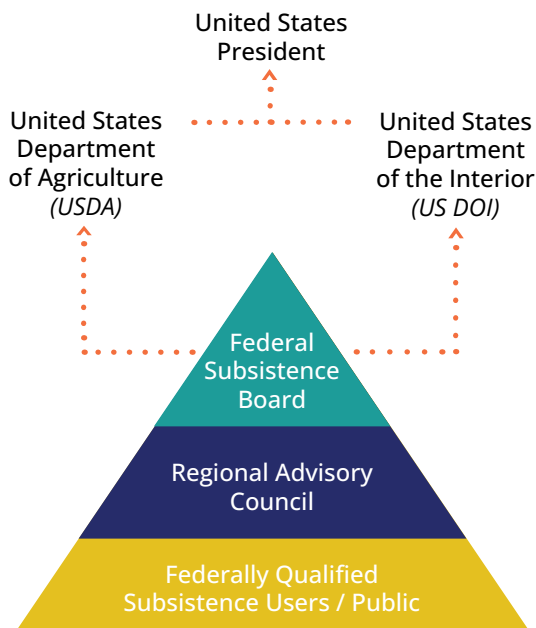 United States
President
United States
Department
of Agriculture
(USDA)
United States
Department
of the Interior
(US DOI)
Federal
Subsistence
Board
Regional Advisory
Council
Federally Qualified
Subsistence Users / Public